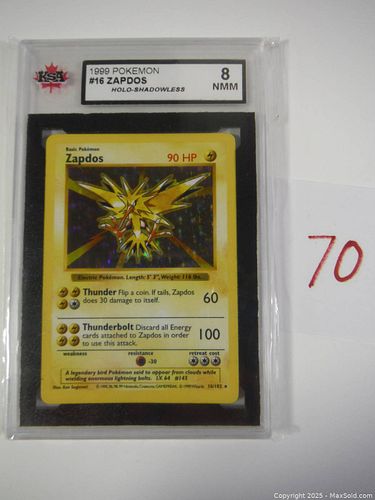 KSA
1999 POKEMON
#16 ZAPDOS
HOLO-SHADOWLESS
8
NMM
Basic Pokémon
Zapdos
90 HP
Electric Pokémon. Length: 5' 3", Weight: 116 lbs.
Thunder Flip a coin. If tails, Zapdos
does 30 damage to itself.
60
Thunderbolt Discard all Energy
cards attached to Zapdos in order
to use this attack.
100
weakness
resistance
retreat cost
-30
A legendary bird Pokémon said to appear from clouds while
wielding enormous lightning bolts. LV. 64 #145
Illus. Ken Sugimori
16/102 ★
70
Copyright 2025 - MaxSold.com